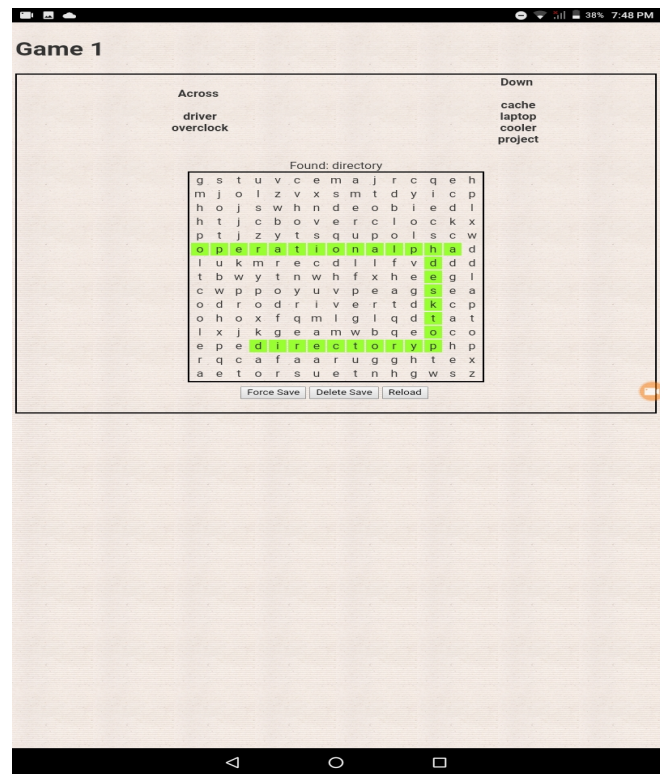 38% 7:48 PM
Game 1
Across
driver
overclock
Down
cache
laptop
cooler
project
Found: directory
g s t u v c e m a j r c q e h
m j o l z v x s m t d y i c p
h o j s w h n d e o b i e d l
h t j c b o v e r c l o c k x
p t j z y t s q u p o l s c w
o p e r a t i o n a l p h a d
l u k m r e c d l l f v d d d
t b w y t n w h f x h e e g l
c w p p o y u v p e a g s e a
o d r o d r i v e r t d k c p
o h o x f q m l g l q d t a t
l x j k g e a m w b q e o c o
e p e d i r e c t o r y p h p
r q c a f a a r u g g h t e x
a e t o r s u e t n h g w s z
Force Save Delete Save Reload